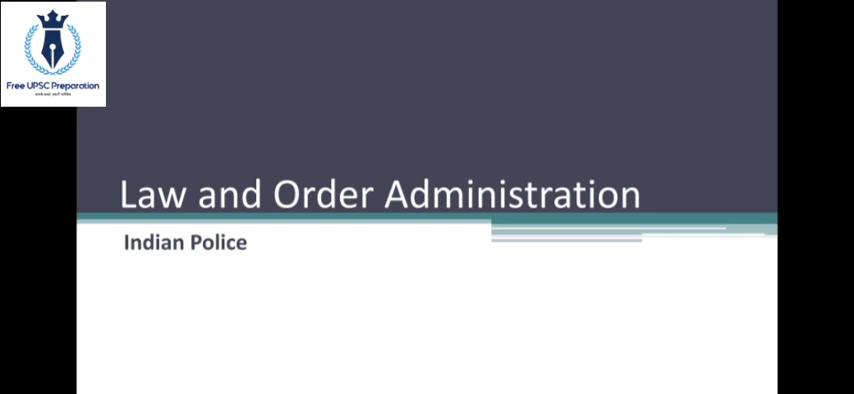 Free UPSC Preparation
Law and Order Administration
Indian Police